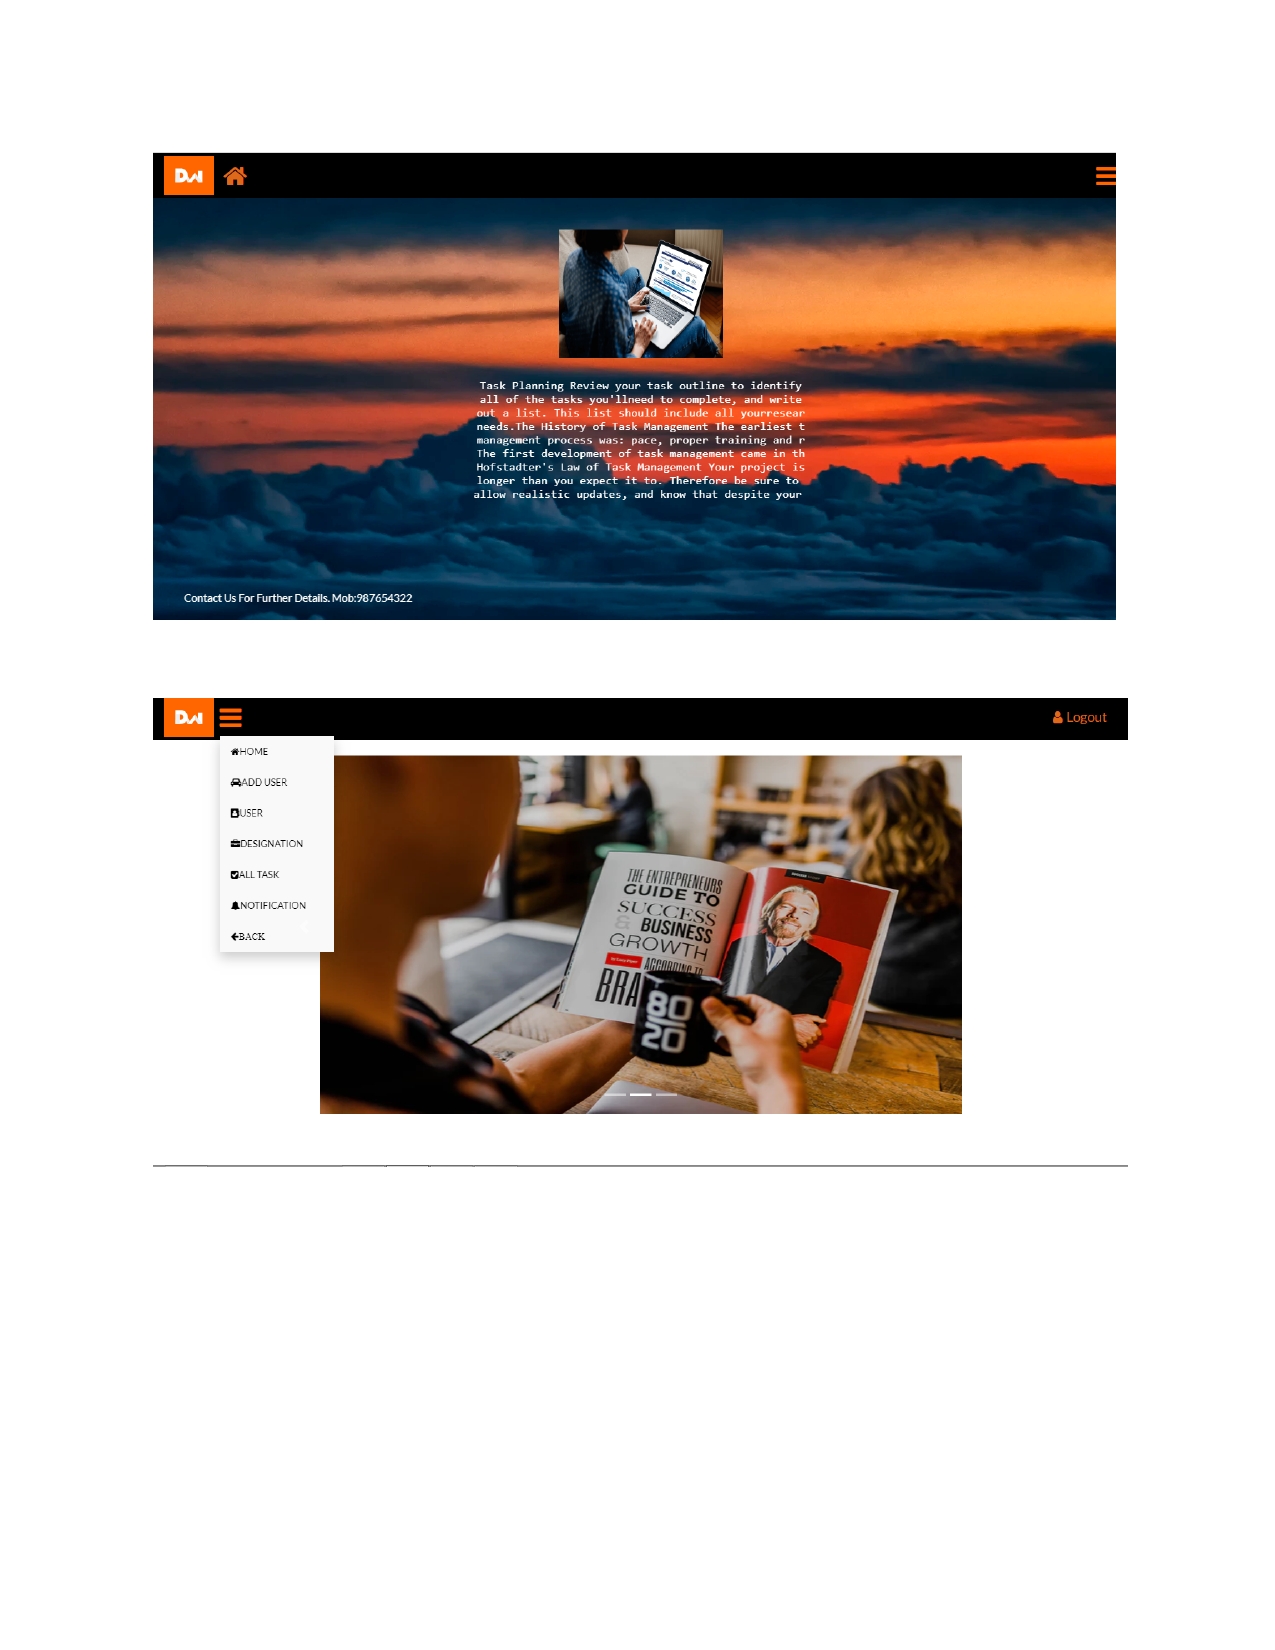 DW
Task Planning Review your task outline to identify
all of the tasks you'llneed to complete, and write
out a list. This list should include all yourresear
needs.The History of Task Management The earliest t
management process was: pace, proper training and r
The first development of task management came in th
Hofstadter's Law of Task Management Your project is
longer than you expect it to. Therefore be sure to
allow realistic updates, and know that despite your
Contact Us For Further Details. Mob:987654322
DW
Logout
HOME
ADD USER
USER
DESIGNATION
ALL TASK
NOTIFICATION
BACK
THE ENTREPRENEURS
GUIDE TO
SUCCESS
& BUSINESS
GROWTH
ACCORDING TO
BRA
80
20